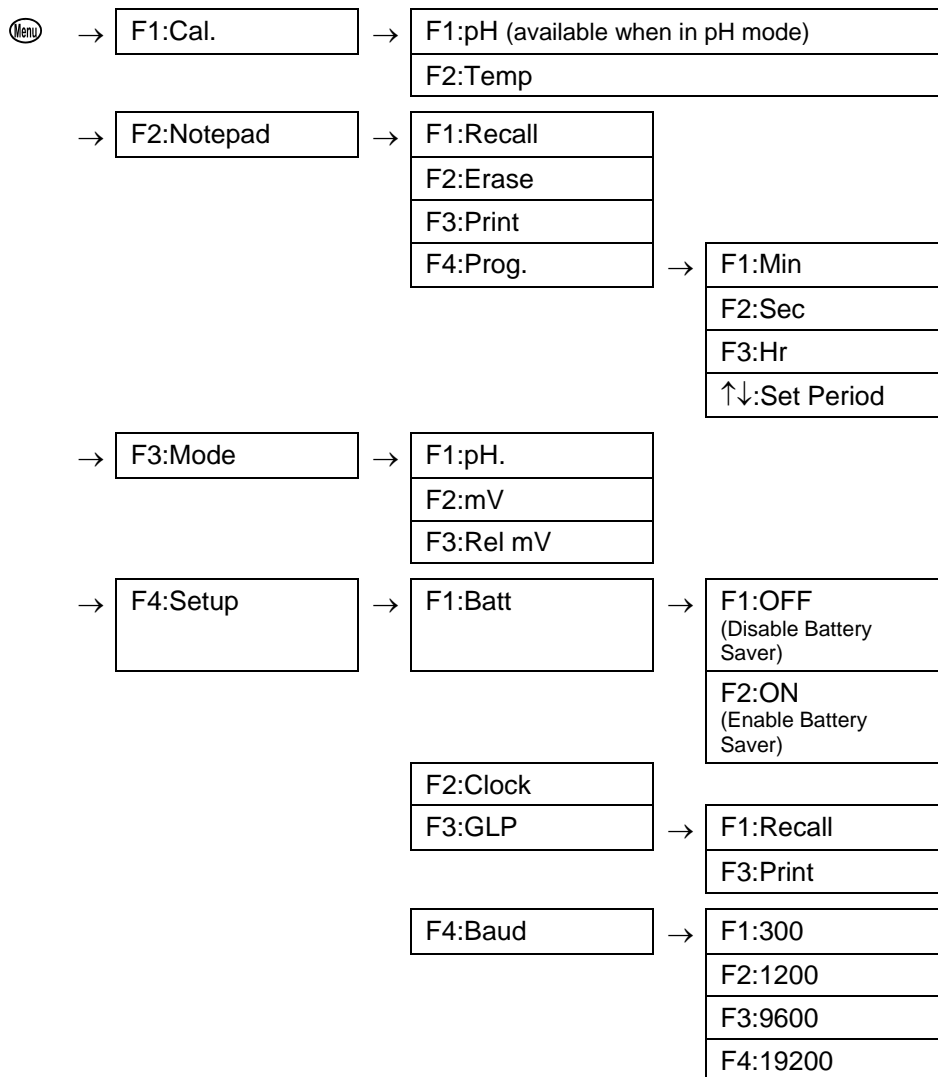 Menu → F1:Cal. → F1:pH (available when in pH mode)
F2:Temp
→ F2:Notepad → F1:Recall
F2:Erase
F3:Print
F4:Prog. → F1:Min
F2:Sec
F3:Hr
↑↓:Set Period
→ F3:Mode → F1:pH.
F2:mV
F3:Rel mV
→ F4:Setup → F1:Batt → F1:OFF
(Disable Battery
Saver)
F2:ON
(Enable Battery
Saver)
F2:Clock
F3:GLP → F1:Recall
F3:Print
F4:Baud → F1:300
F2:1200
F3:9600
F4:19200